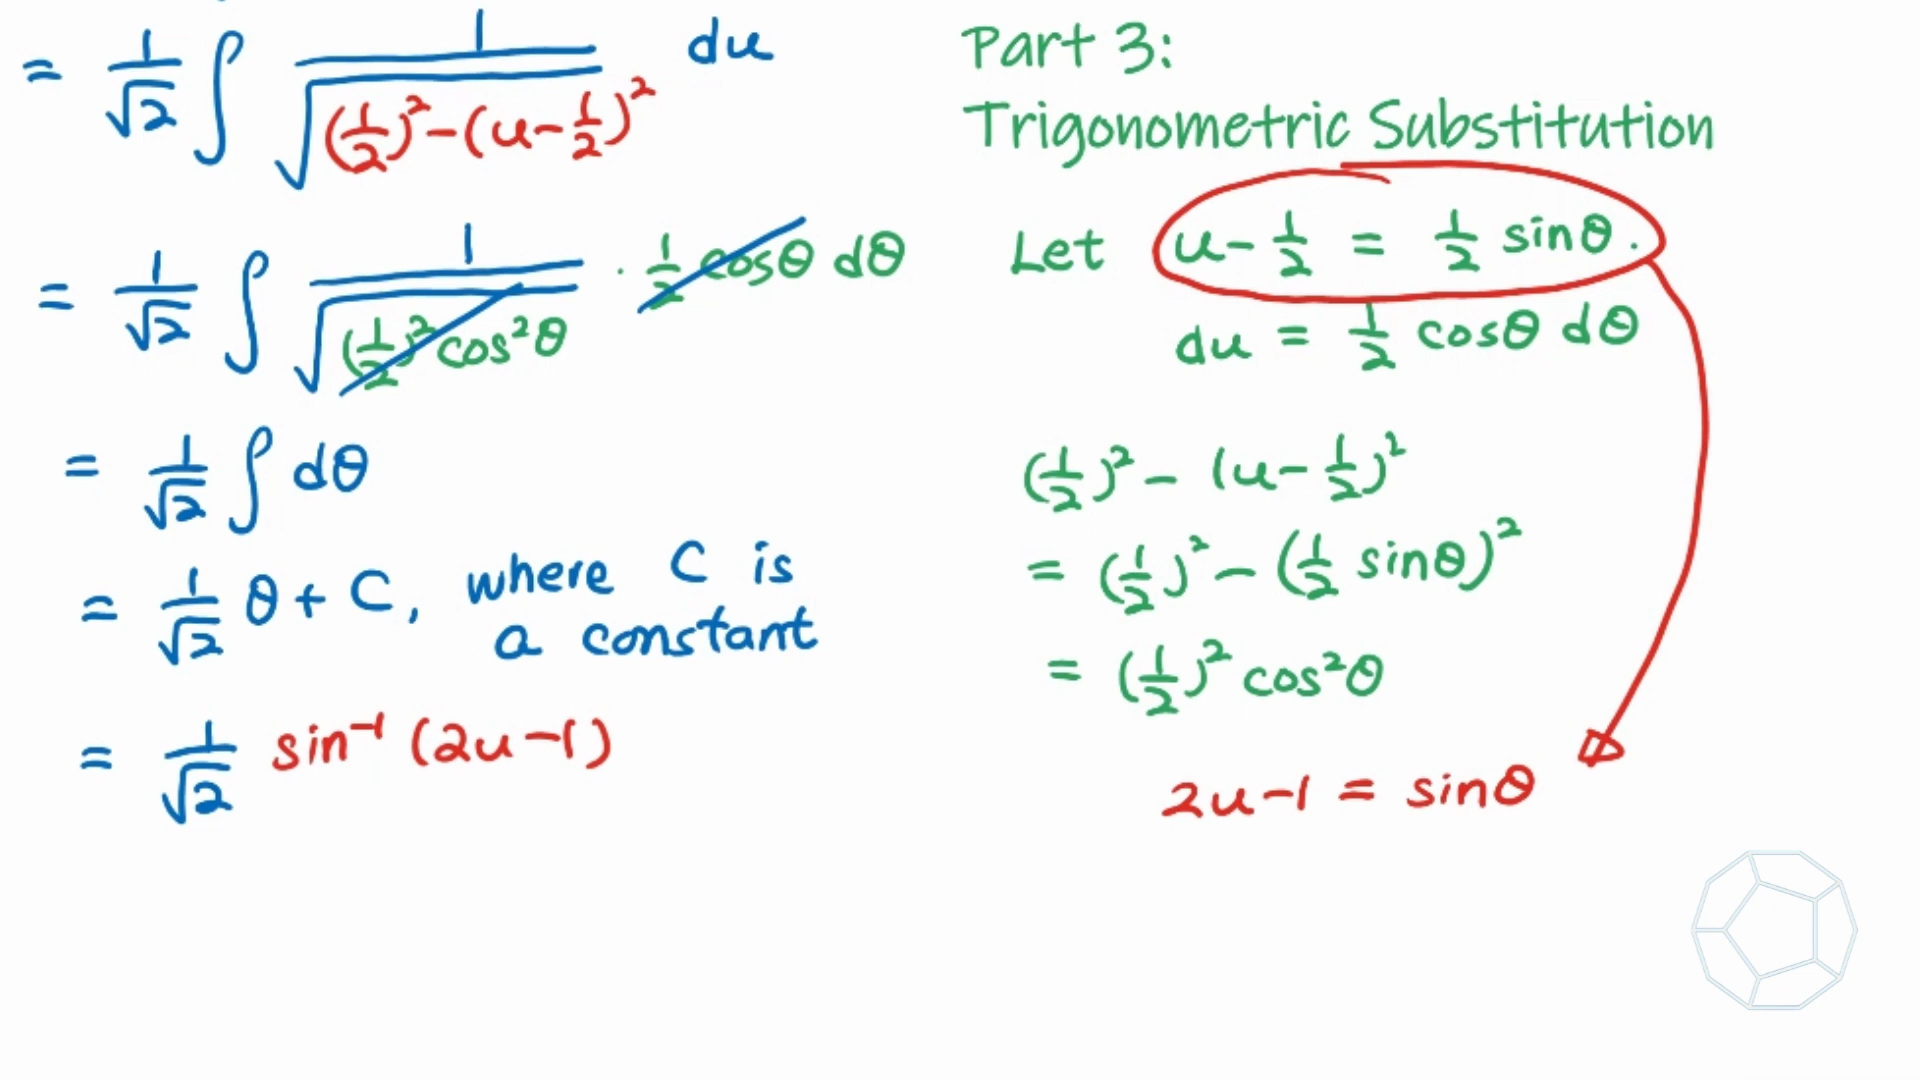 = 1/√2 ∫ 1/√((1/2)² - (u - 1/2)²) du
= 1/√2 ∫ 1/√((1/2)² cos²θ) · 1/2 cosθ dθ
= 1/√2 ∫ dθ
= 1/√2 θ + C, where C is
a constant
= 1/√2 sin⁻¹ (2u-1)
Part 3:
Trigonometric Substitution
Let u - 1/2 = 1/2 sinθ.
du = 1/2 cosθ dθ
(1/2)² - (u - 1/2)²
= (1/2)² - (1/2 sinθ)²
= (1/2)² cos²θ
2u-1 = sinθ